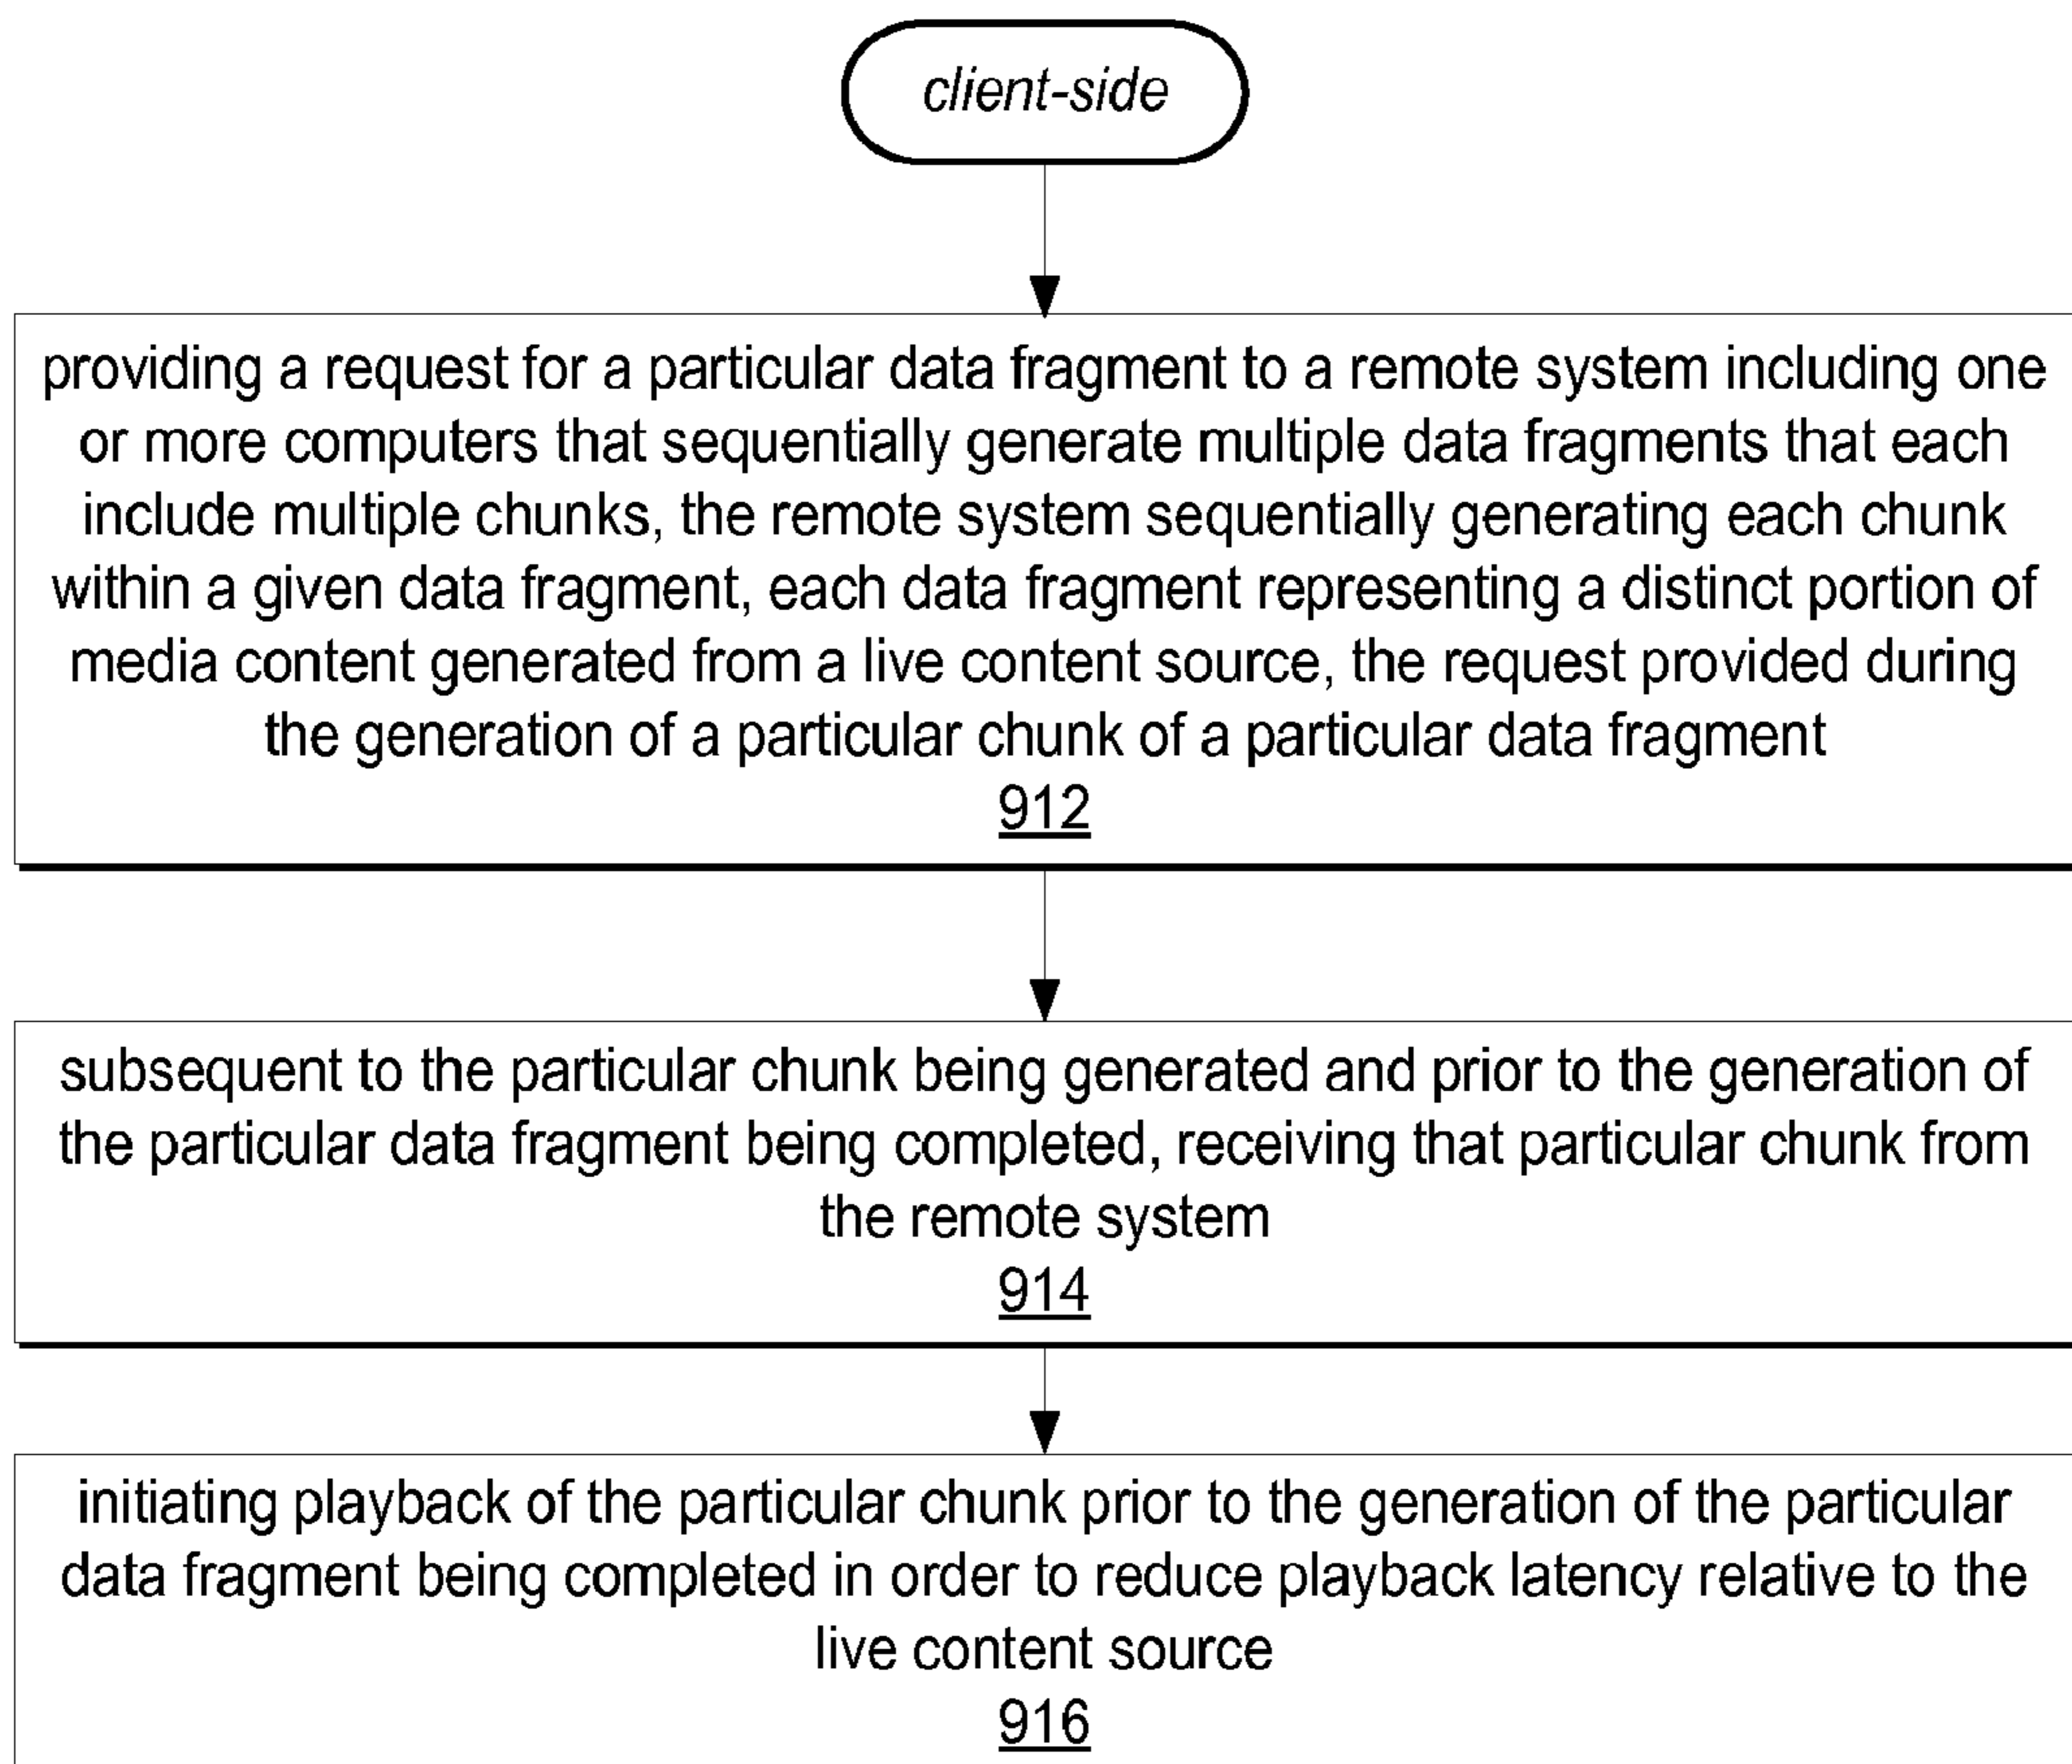 client-side
providing a request for a particular data fragment to a remote system including one
or more computers that sequentially generate multiple data fragments that each
include multiple chunks, the remote system sequentially generating each chunk
within a given data fragment, each data fragment representing a distinct portion of
media content generated from a live content source, the request provided during
the generation of a particular chunk of a particular data fragment
912
subsequent to the particular chunk being generated and prior to the generation of
the particular data fragment being completed, receiving that particular chunk from
the remote system
914
initiating playback of the particular chunk prior to the generation of the particular
data fragment being completed in order to reduce playback latency relative to the
live content source
916